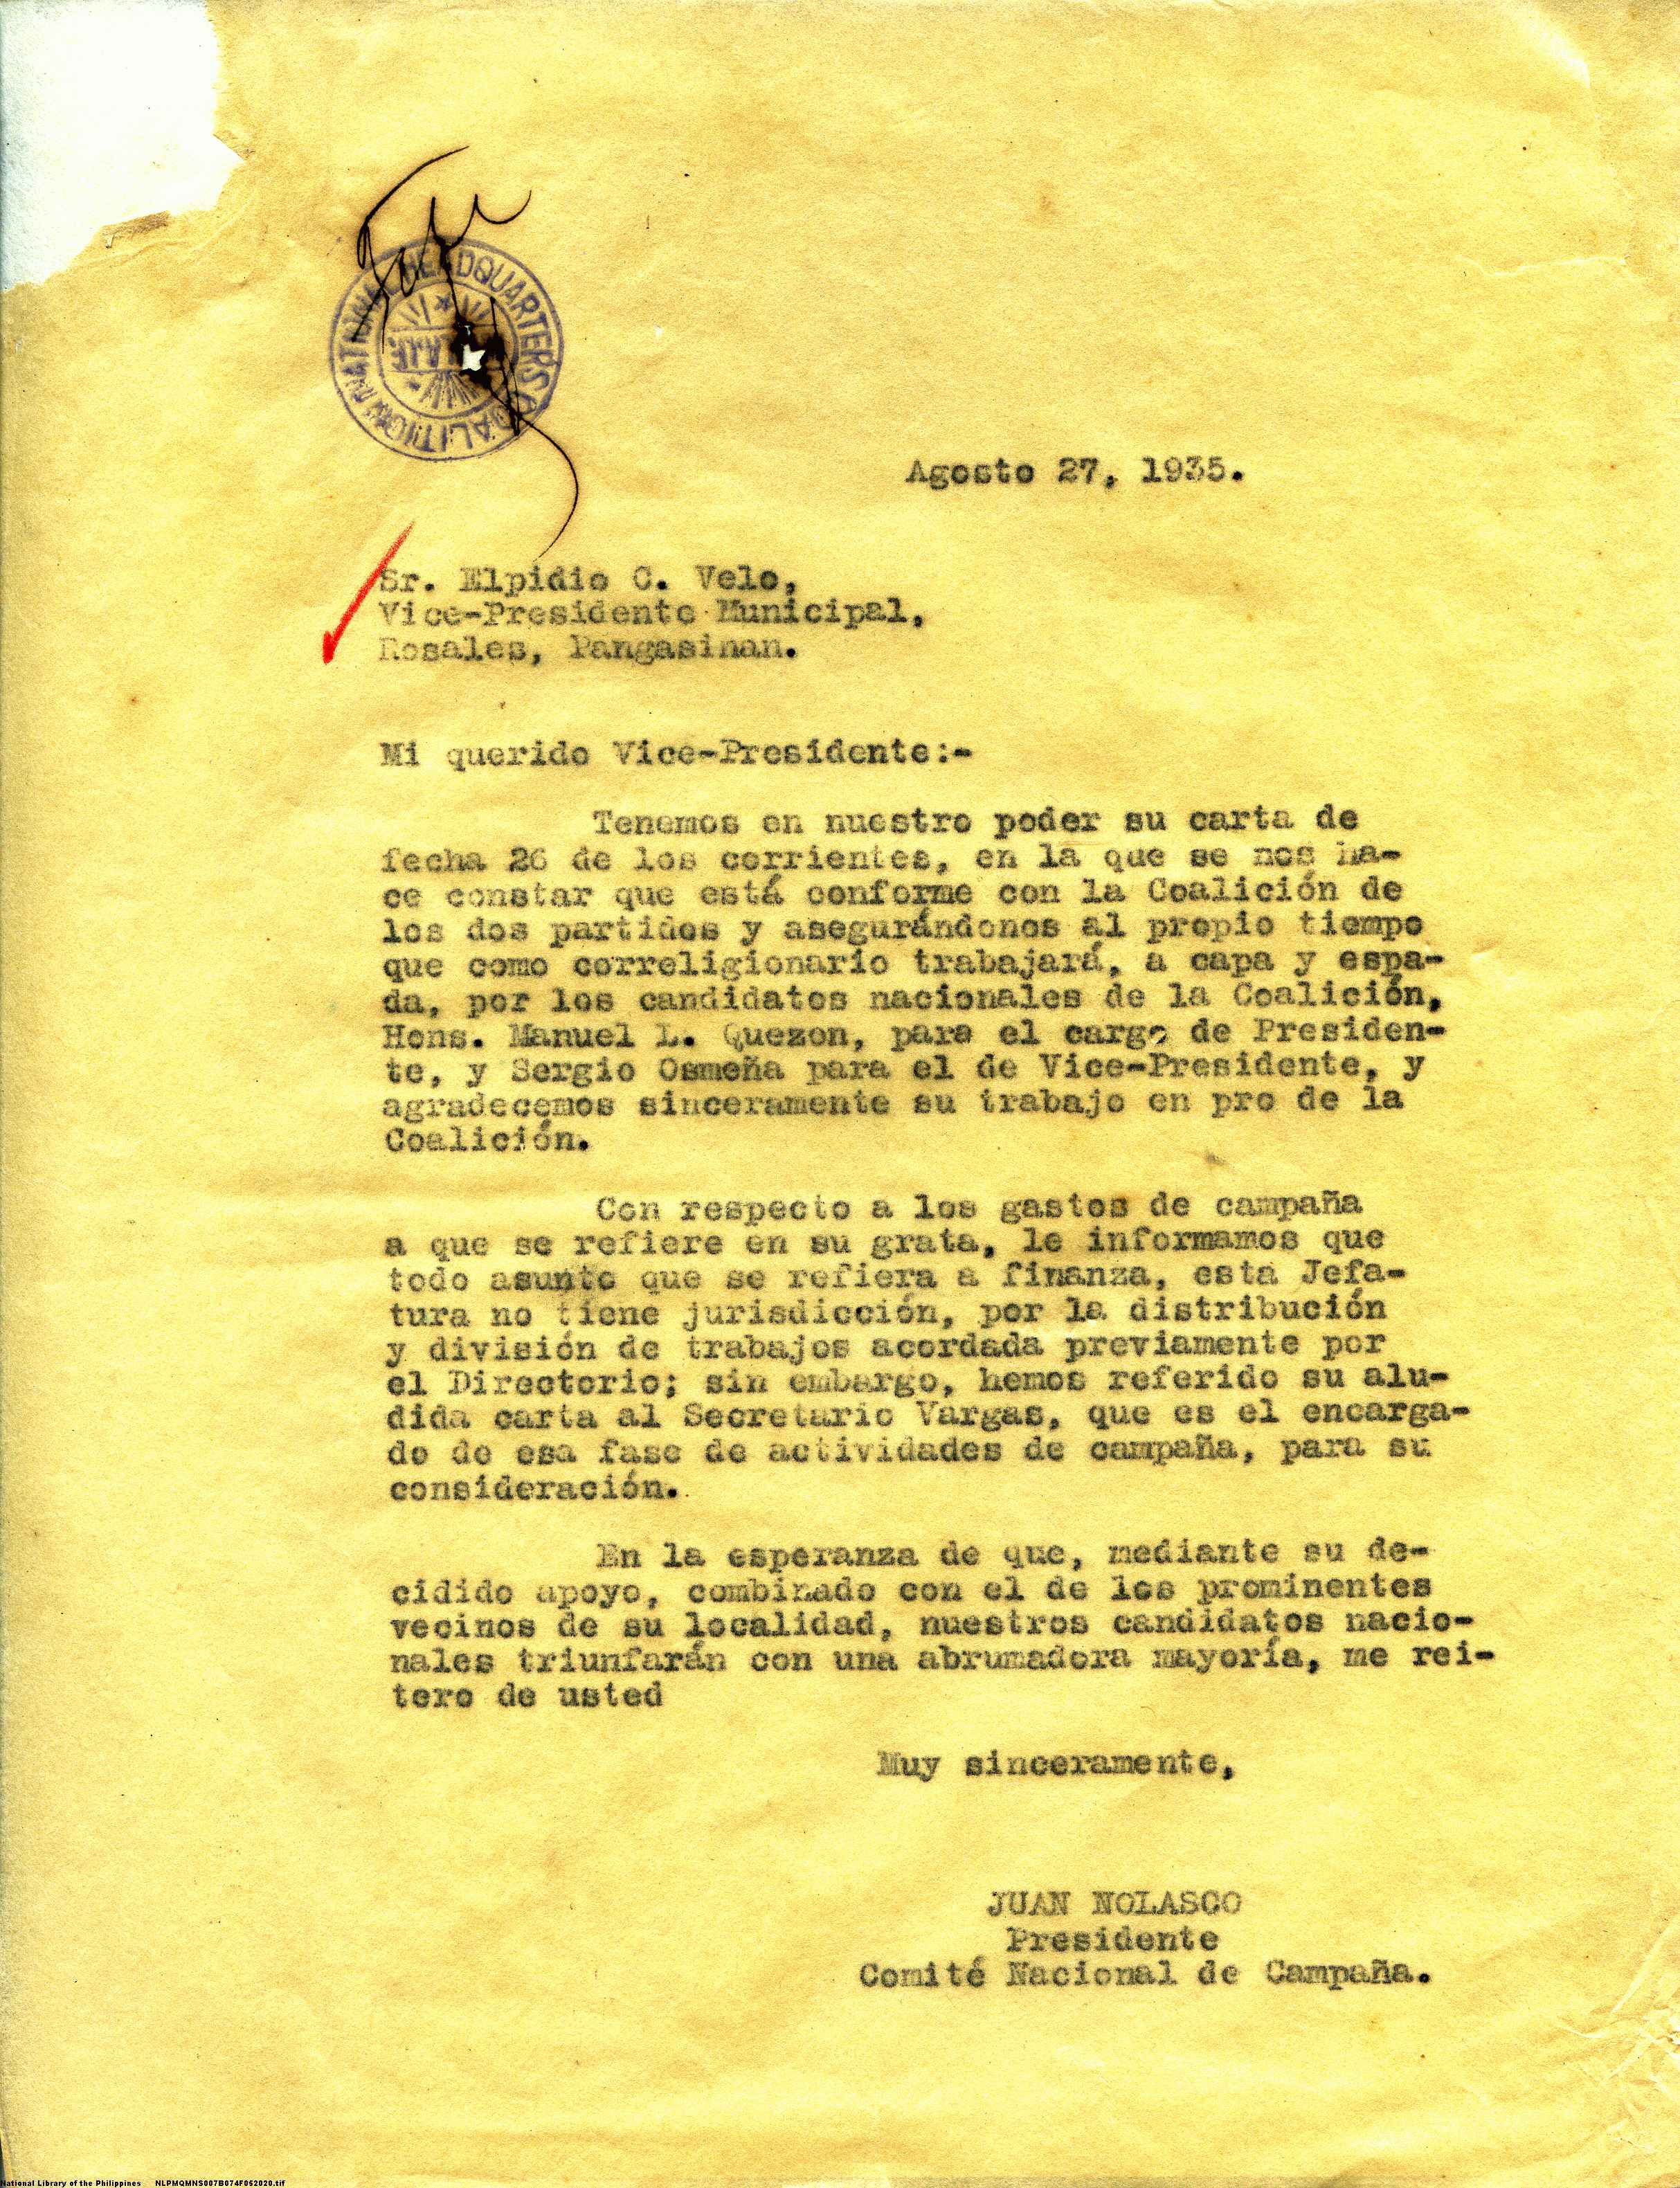 NATIONAL HEADQUARTERS
COALITION
Agosto 27, 1935.
Sr. Elpidio C. Velo,
Vice-Presidente Municipal,
Rosales, Pangasinan.
Mi querido Vice-Presidente:-
Tenemos en nuestro poder su carta de
fecha 26 de los corrientes, en la que se nos ha-
ce constar que está conforme con la Coalición de
los dos partidos y asegurándonos al propio tiempo
que como correligionario trabajará, a capa y espa-
da, por los candidatos nacionales de la Coalición,
Hons. Manuel L. Quezon, para el cargo de Presiden-
te, y Sergio Osmeña para el de Vice-Presidente, y
agradecemos sinceramente su trabajo en pro de la
Coalición.
Con respecto a los gastos de campaña
a que se refiere en su grata, le informamos que
todo asunto que se refiera a finanza, esta Jefa-
tura no tiene jurisdicción, por la distribución
y división de trabajos acordada previamente por
el Directorio; sin embargo, hemos referido su alu-
dida carta al Secretario Vargas, que es el encarga-
do de esa fase de actividades de campaña, para su
consideración.
En la esperanza de que, mediante su de-
cidido apoyo, combinado con el de los prominentes
vecinos de su localidad, nuestros candidatos nacio-
nales triunfarán con una abrumadora mayoría, me rei-
tero de usted
Muy sinceramente,
JUAN NOLASCO
Presidente
Comité Nacional de Campaña.
National Library of the Philippines NLPMQMNS007B074F052020.tif